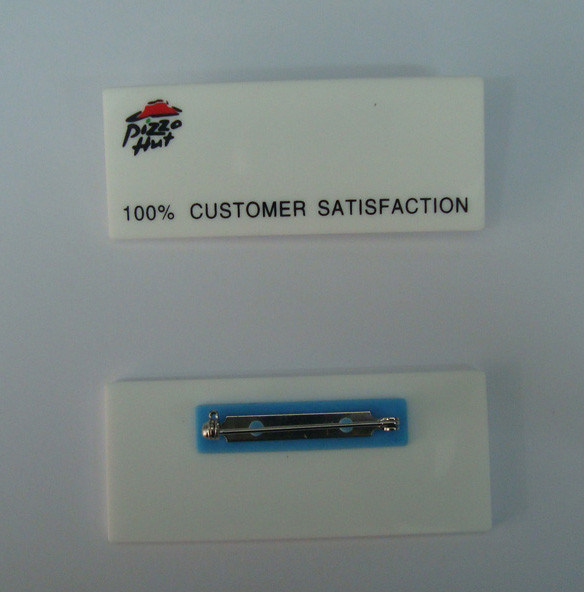 Pizza
Hut
100% CUSTOMER SATISFACTION